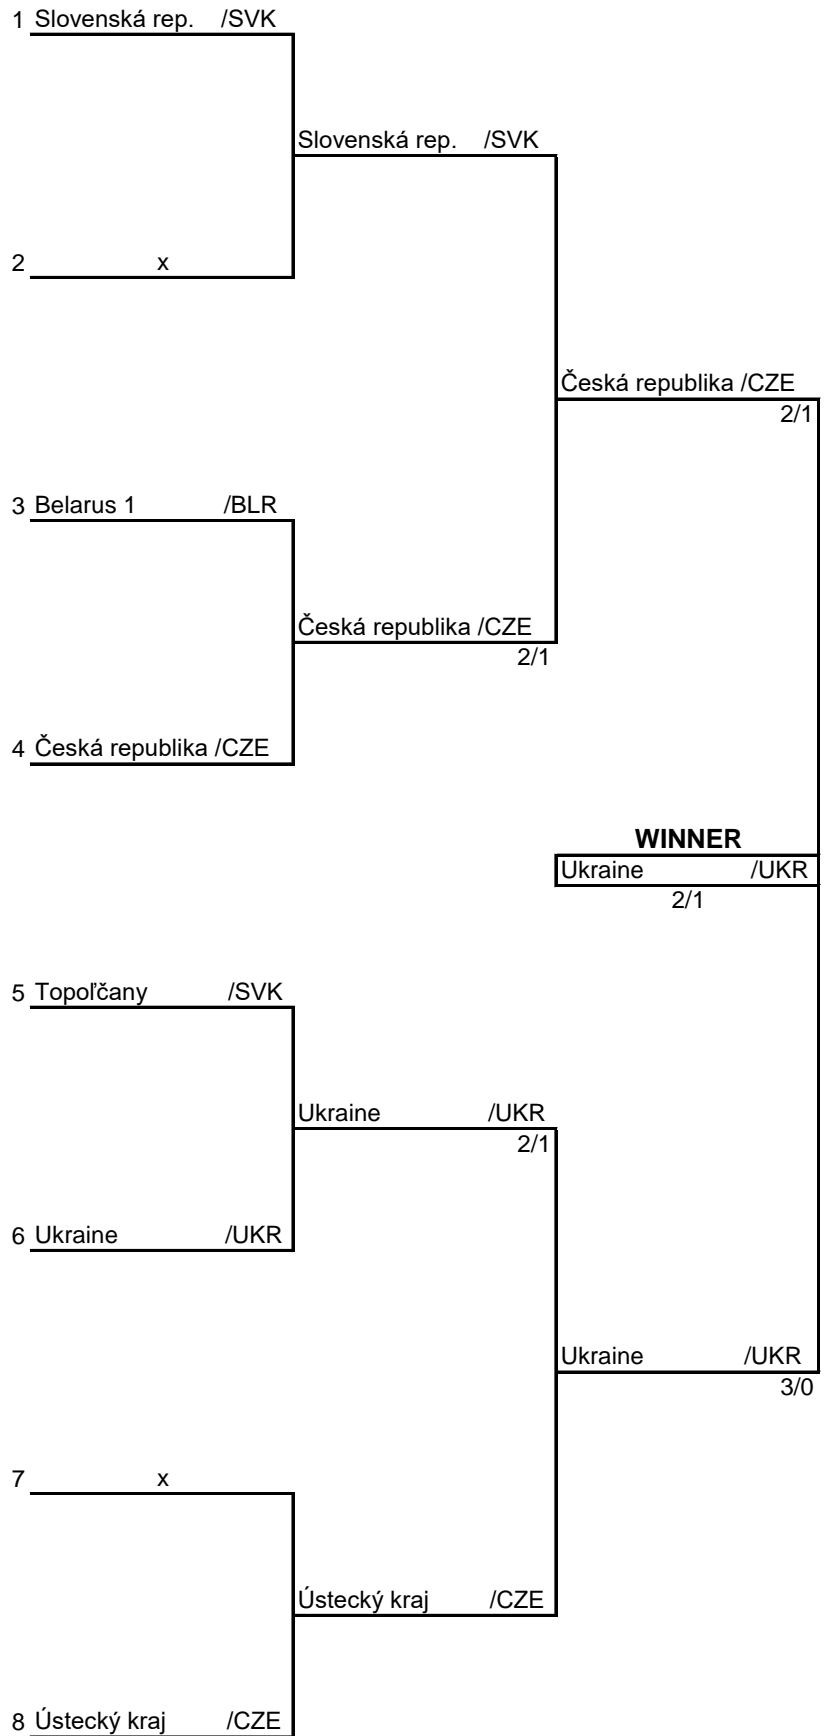 1 Slovenská rep. /SVK
Slovenská rep. /SVK
2 x
Česká republika /CZE
2/1
3 Belarus 1 /BLR
Česká republika /CZE
2/1
4 Česká republika /CZE
WINNER
Ukraine /UKR
2/1
5 Topoľčany /SVK
Ukraine /UKR
2/1
6 Ukraine /UKR
Ukraine /UKR
3/0
7 x
Ústecký kraj /CZE
8 Ústecký kraj /CZE